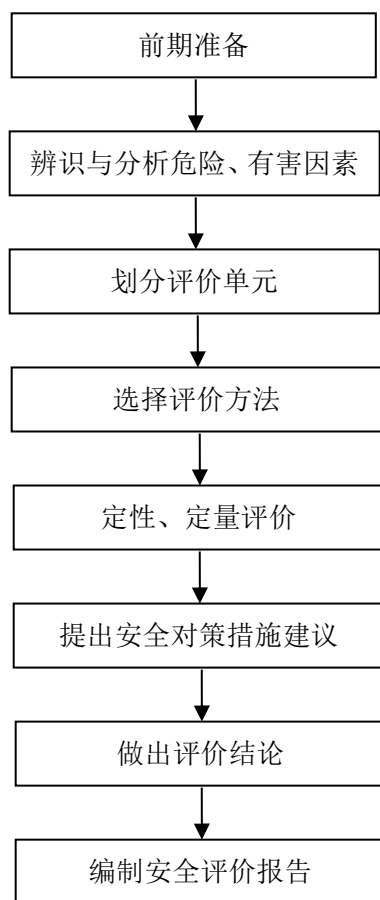 前期准备
辨识与分析危险、有害因素
划分评价单元
选择评价方法
定性、定量评价
提出安全对策措施建议
做出评价结论
编制安全评价报告